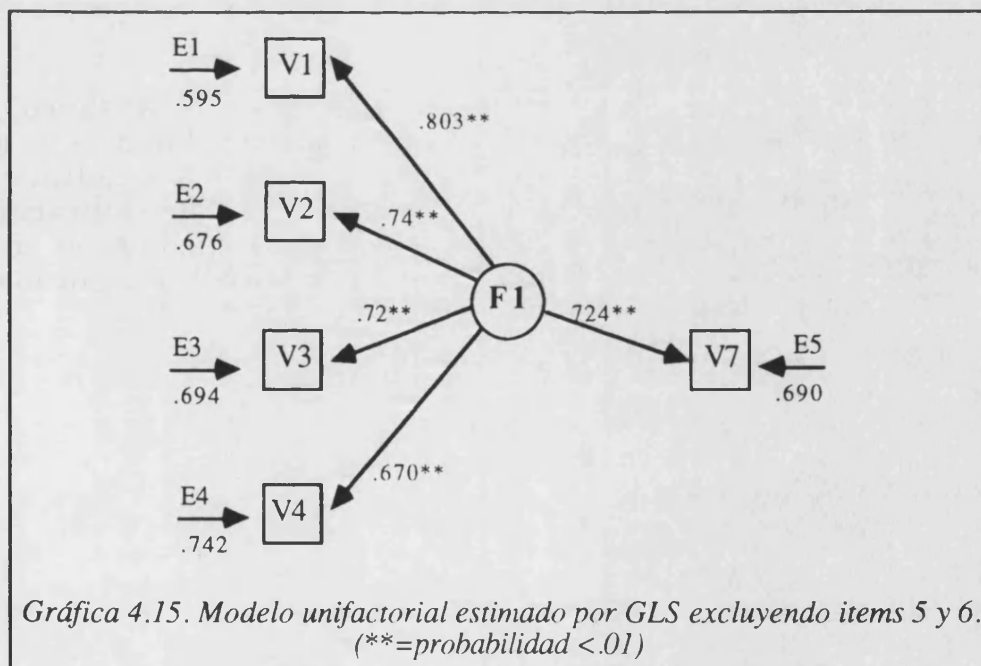 E1
V1
.595
.803**
E2
V2
.74**
.676
F1
.72**
.724**
E3
V3
V7
E5
.694
.690
.670**
E4
V4
.742
Gráfica 4.15. Modelo unifactorial estimado por GLS excluyendo items 5 y 6.
(**=probabilidad <.01)